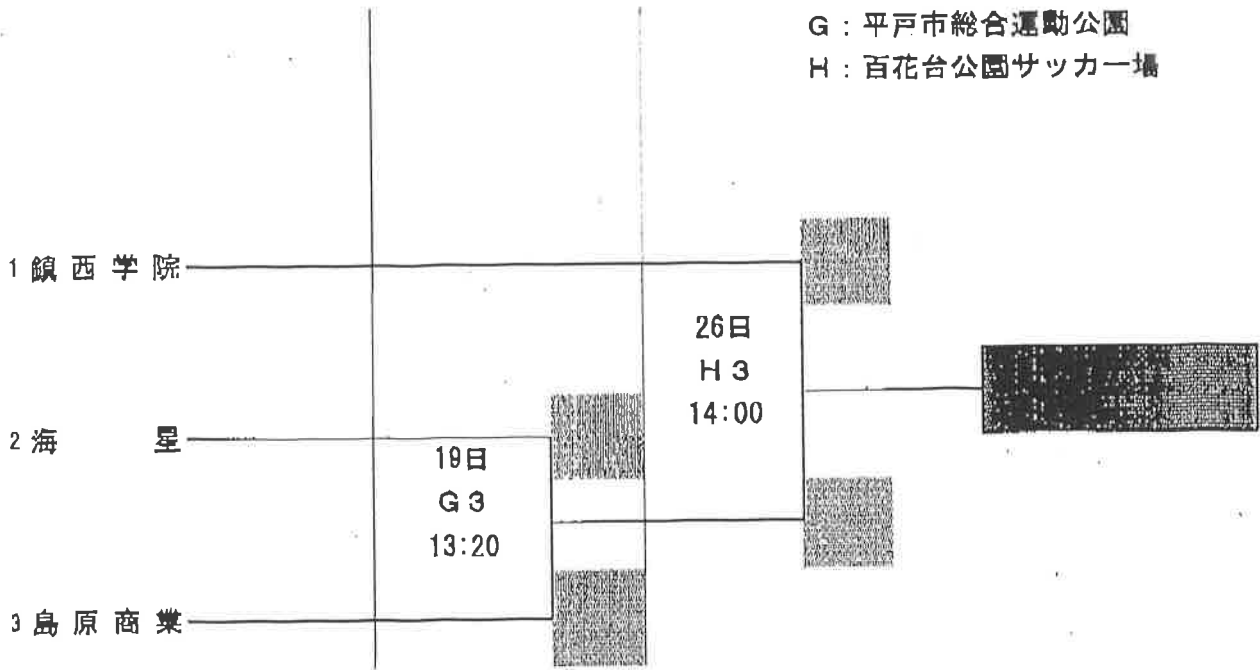 G：平戸市総合運動公園
H：百花台公園サッカー場
1 鎮西学院
26日
H 3
14:00
2 海星
19日
G 3
13:20
3 島原商業